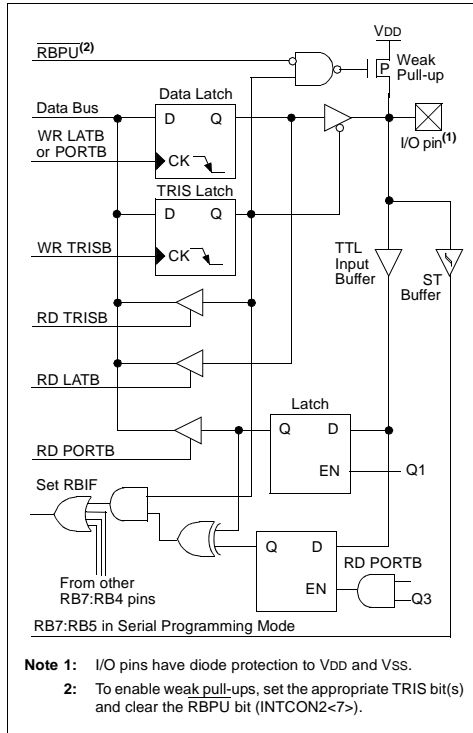 VDD
RBPU(2)
Weak
P
Pull-up
Data Bus
Data Latch
D Q
WR LATB
or PORTB
CK
I/O pin(1)
TRIS Latch
D Q
WR TRISB
CK
TTL
Input
Buffer
ST
Buffer
RD TRISB
RD LATB
Latch
Q D
RD PORTB
EN
Q1
Set RBIF
Q D
RD PORTB
EN
Q3
From other
RB7:RB4 pins
RB7:RB5 in Serial Programming Mode
Note 1: I/O pins have diode protection to VDD and VSS.
2: To enable weak pull-ups, set the appropriate TRIS bit(s)
and clear the RBPU bit (INTCON2<7>).